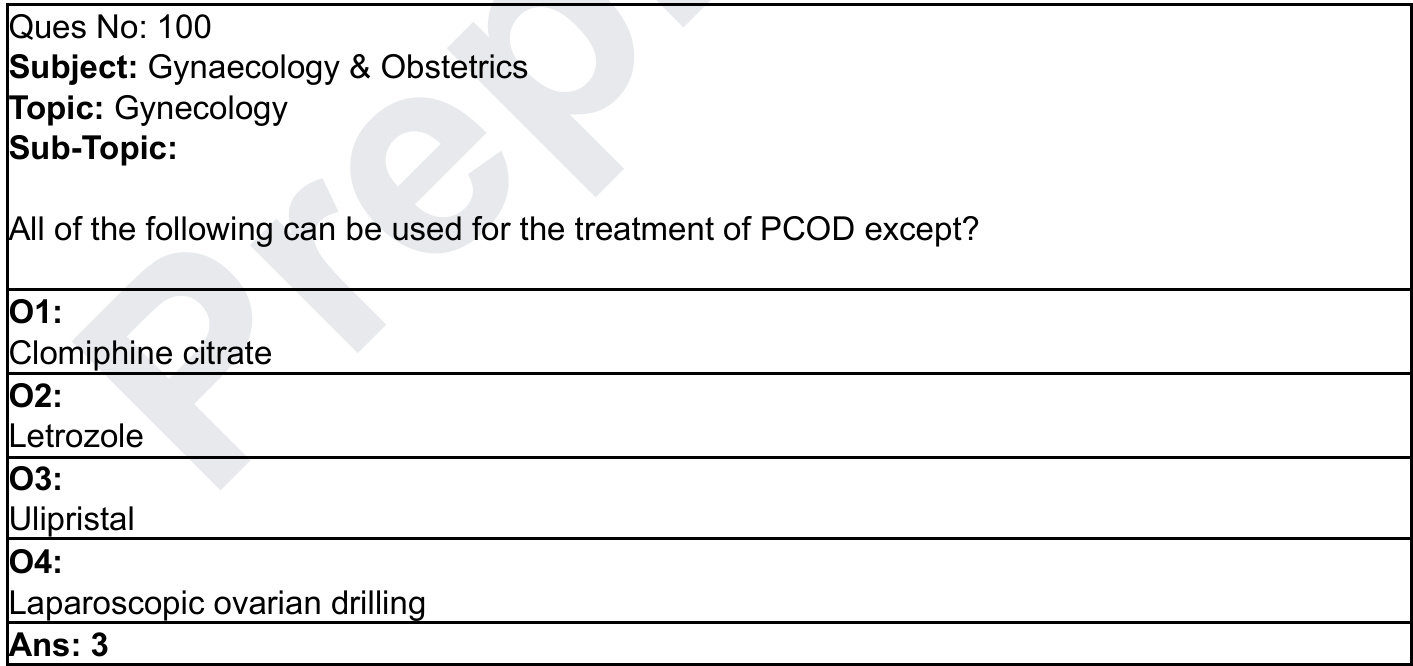 Ques No: 100
Subject: Gynaecology & Obstetrics
Topic: Gynecology
Sub-Topic:
All of the following can be used for the treatment of PCOD except?
O1:
Clomiphine citrate
O2:
Letrozole
O3:
Ulipristal
O4:
Laparoscopic ovarian drilling
Ans: 3
Prep